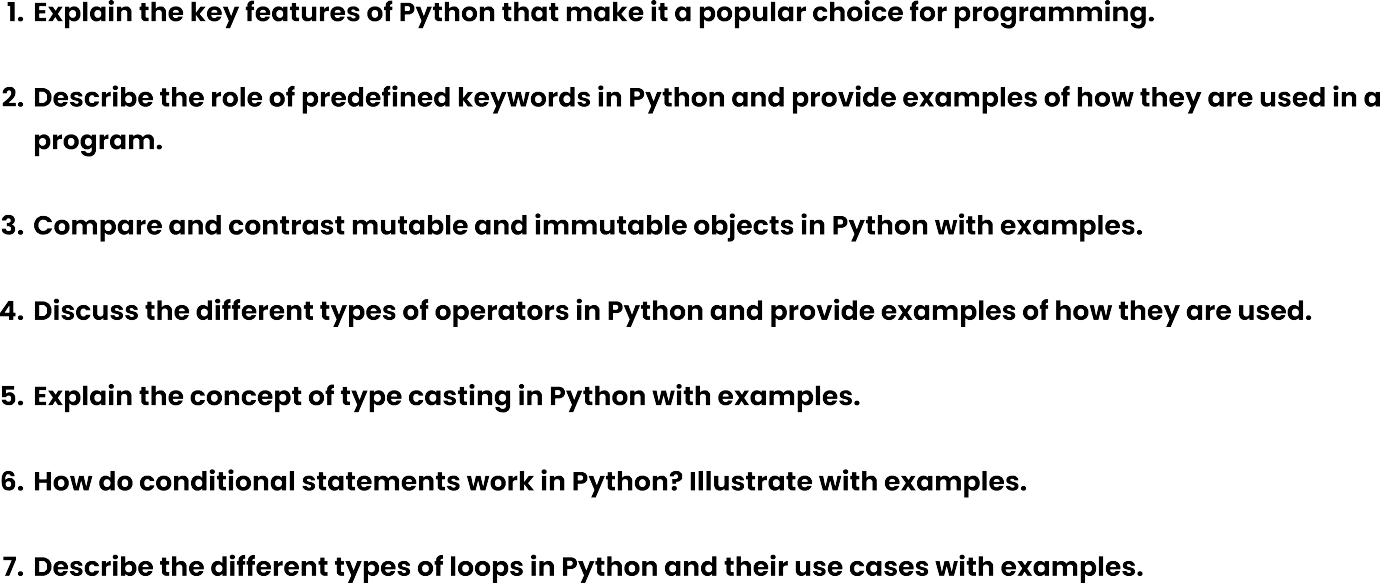 1. Explain the key features of Python that make it a popular choice for programming.
2. Describe the role of predefined keywords in Python and provide examples of how they are used in a
program.
3. Compare and contrast mutable and immutable objects in Python with examples.
4. Discuss the different types of operators in Python and provide examples of how they are used.
5. Explain the concept of type casting in Python with examples.
6. How do conditional statements work in Python? Illustrate with examples.
7. Describe the different types of loops in Python and their use cases with examples.